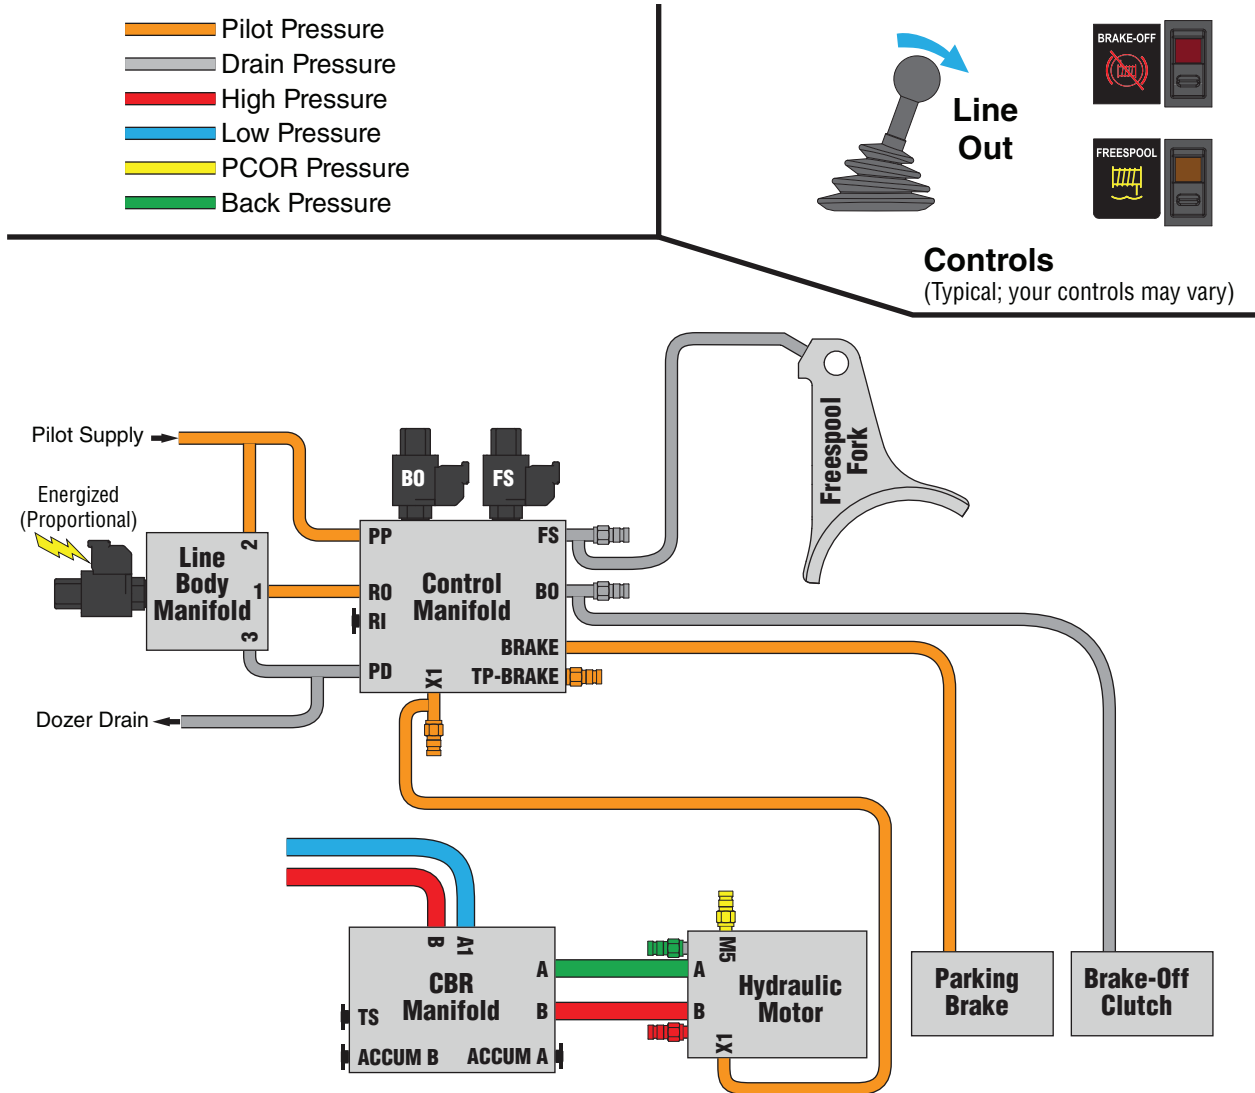 Pilot Pressure
Drain Pressure
High Pressure
Low Pressure
PCOR Pressure
Back Pressure
Line
Out
BRAKE-OFF
FREESPOOL
Controls
(Typical; your controls may vary)
Pilot Supply
Energized
(Proportional)
Line
Body
Manifold
2
1
3
Dozer Drain
BO
FS
PP
RO
RI
PD
X1
Control
Manifold
FS
BO
BRAKE
TP-BRAKE
Freespool
Fork
B
A1
CBR
Manifold
A
B
TS
ACCUM B
ACCUM A
M5
A
B
X1
Hydraulic
Motor
Parking
Brake
Brake-Off
Clutch